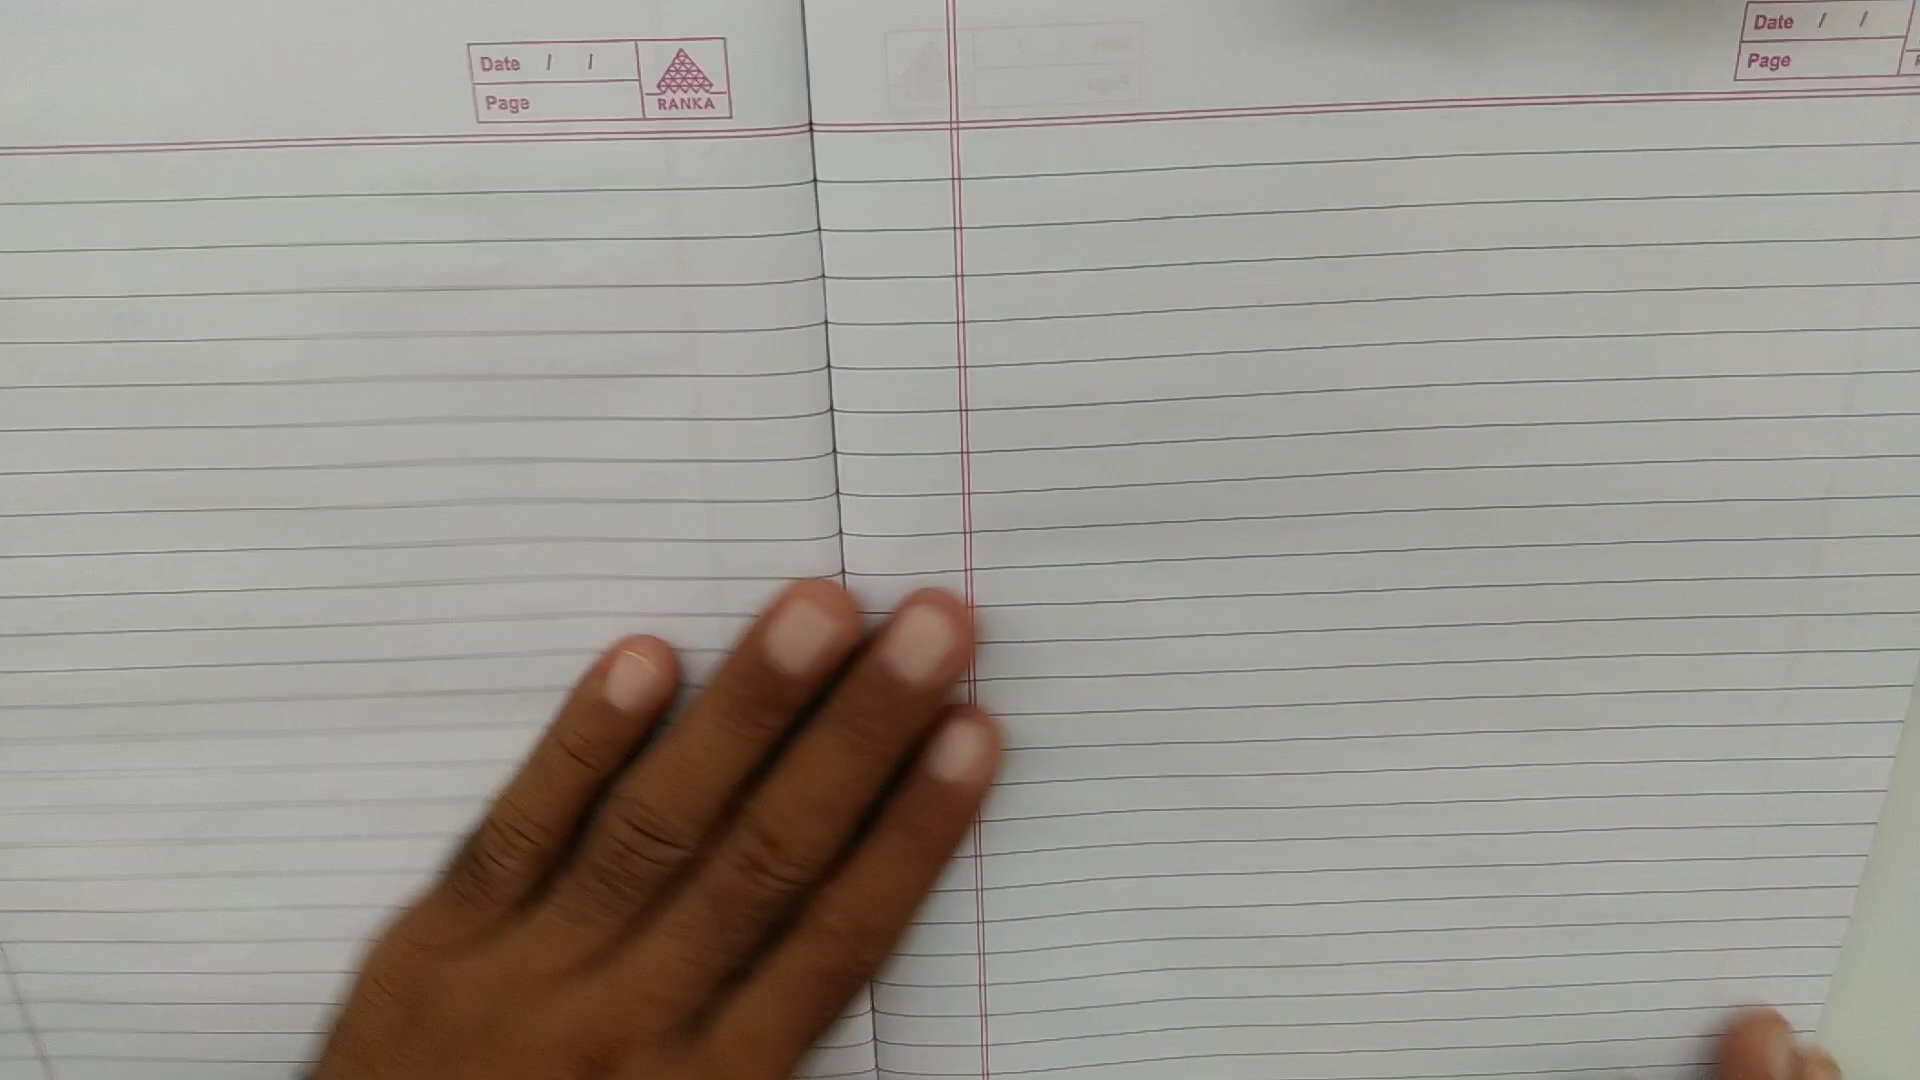 Date / /
Page
RANKA
Date / /
Page